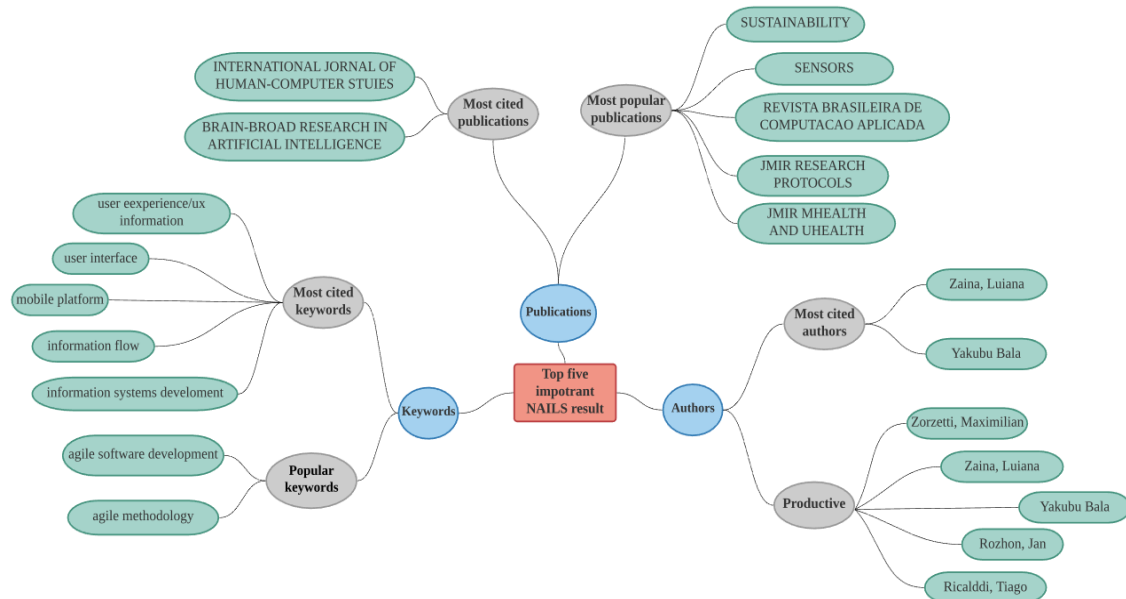 SUSTAINABILITY
SENSORS
REVISTA BRASILEIRA DE
COMPUTACAO APLICADA
JMIR RESEARCH
PROTOCOLS
JMIR MHEALTH
AND UHEALTH
Most popular
publications
INTERNATIONAL JORNAL OF
HUMAN-COMPUTER STUIES
BRAIN-BROAD RESEARCH IN
ARTIFICIAL INTELLIGENCE
Most cited
publications
Publications
user eexperience/ux
information
user interface
mobile platform
information flow
information systems develoment
Most cited
keywords
agile software development
agile methodology
Popular
keywords
Keywords
Top five
impotrant
NAILS result
Authors
Most cited
authors
Zaina, Luiana
Yakubu Bala
Productive
Zorzetti, Maximilian
Zaina, Luiana
Yakubu Bala
Rozhon, Jan
Ricalddi, Tiago